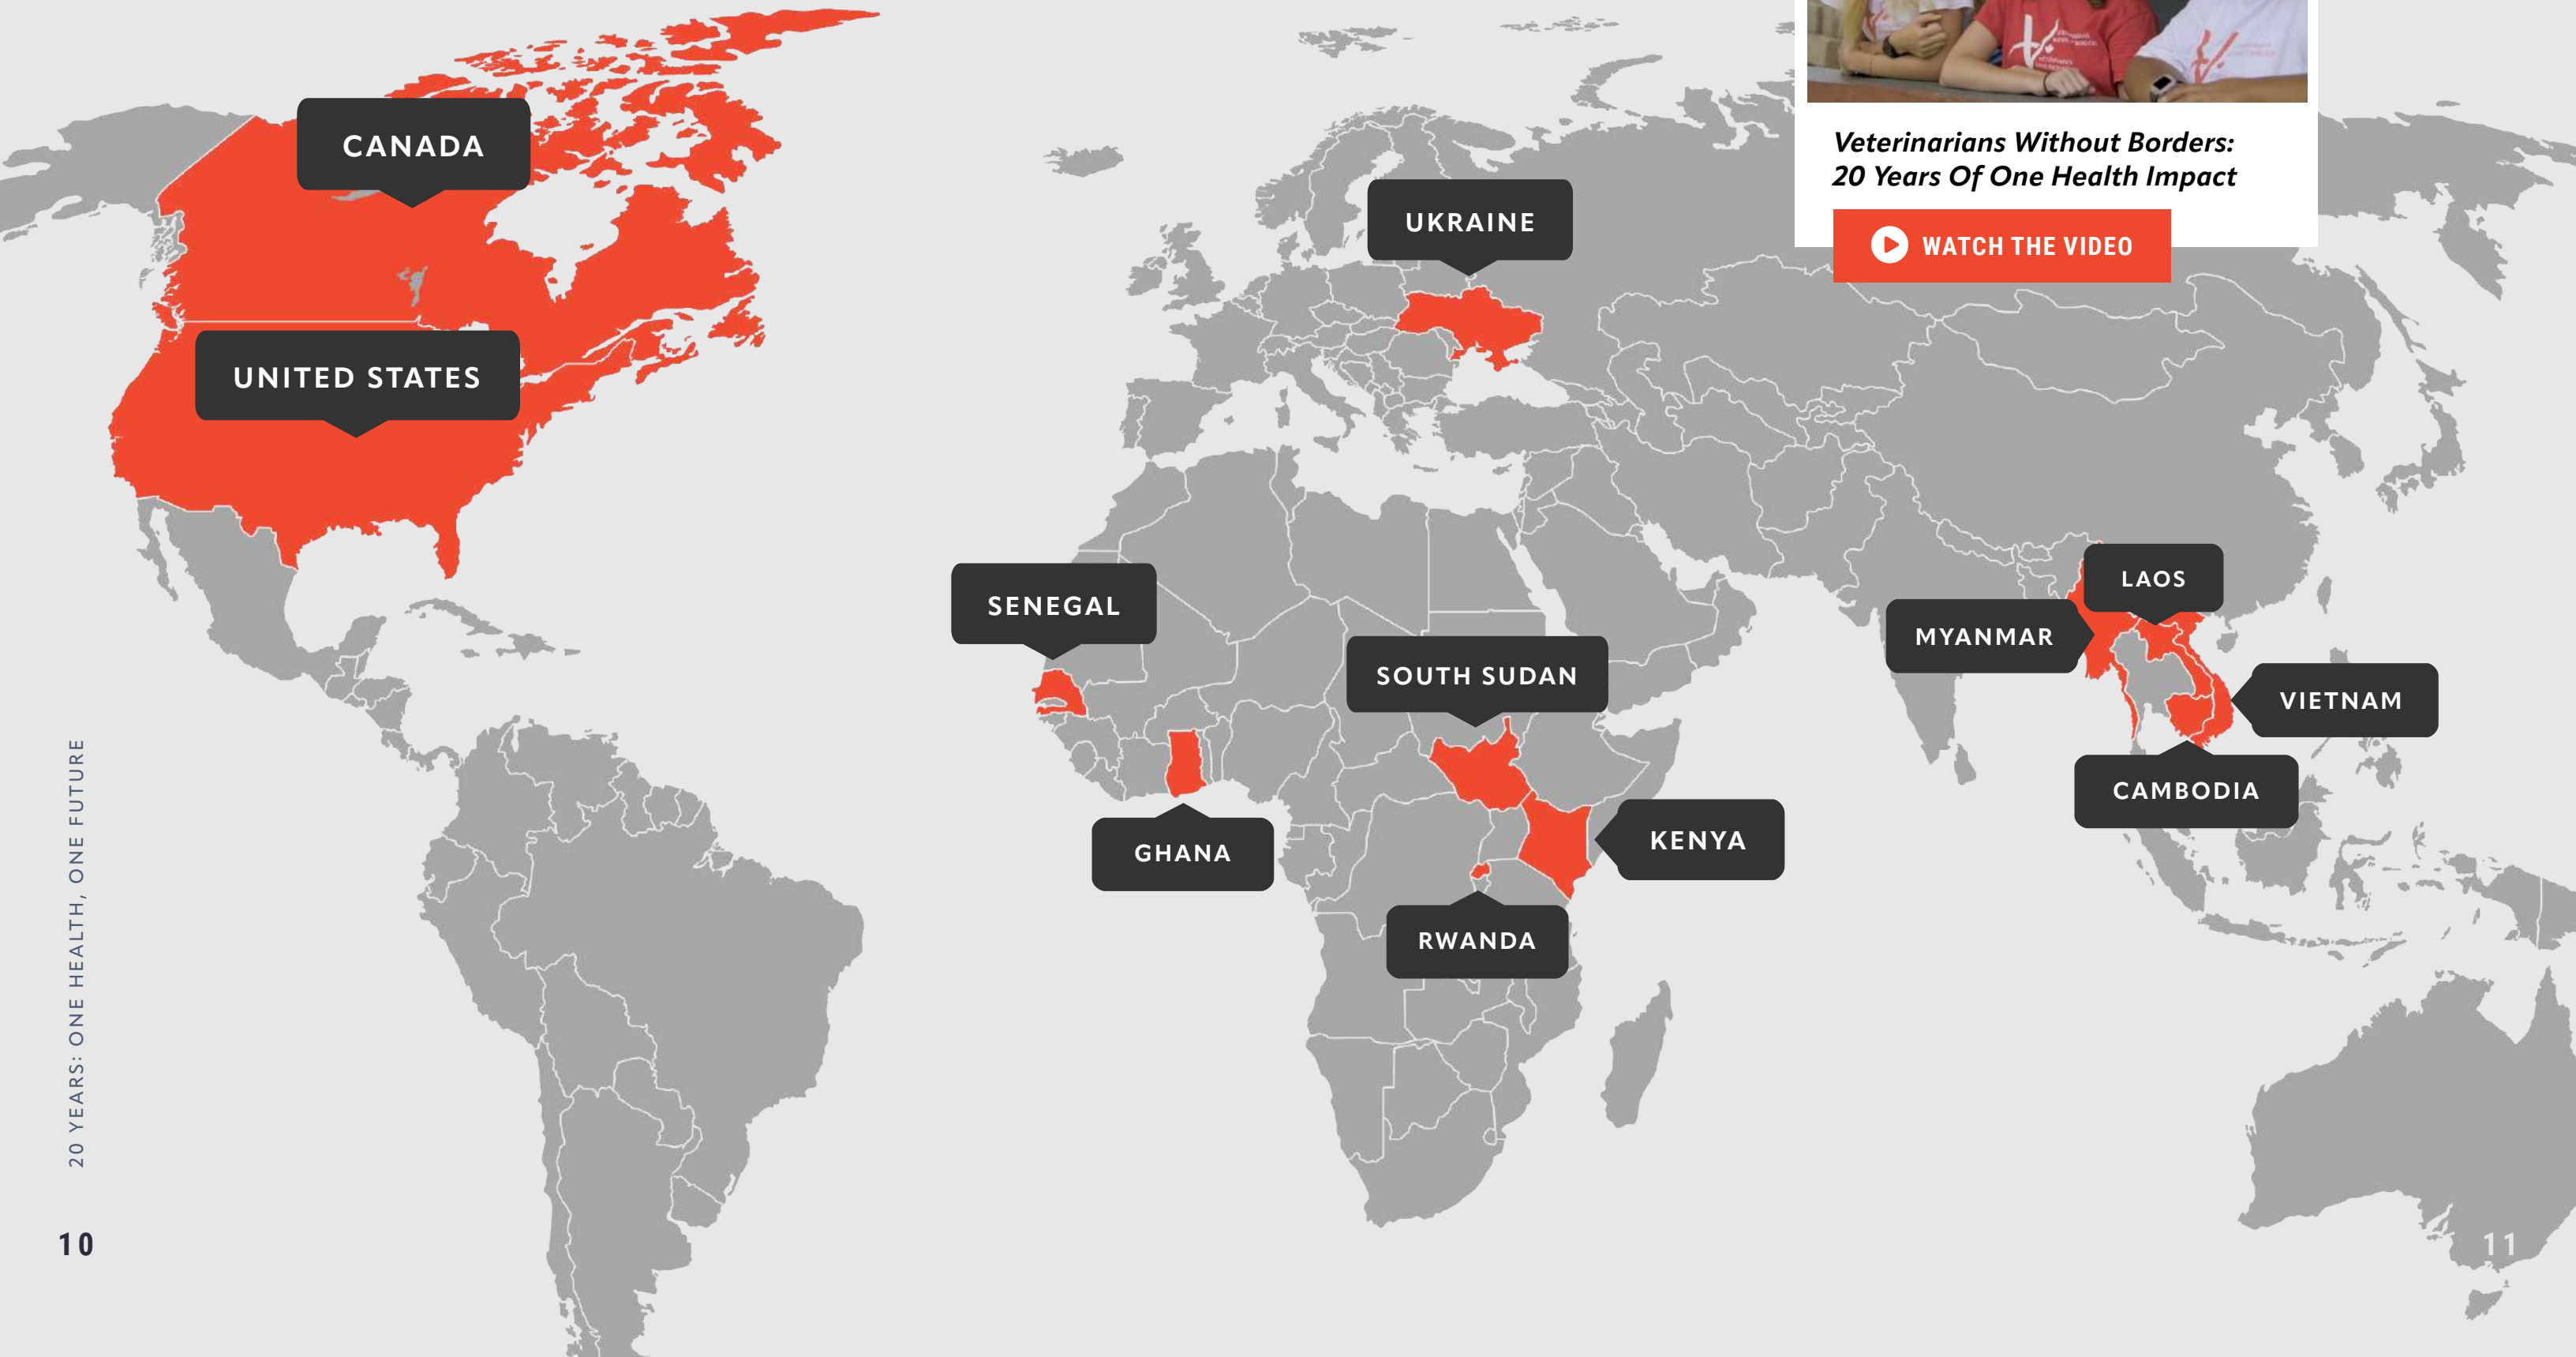 CANADA
UNITED STATES
UKRAINE
Veterinarians Without Borders:
20 Years Of One Health Impact
WATCH THE VIDEO
SENEGAL
SOUTH SUDAN
GHANA
KENYA
RWANDA
LAOS
MYANMAR
VIETNAM
CAMBODIA
20 YEARS: ONE HEALTH, ONE FUTURE
10
11